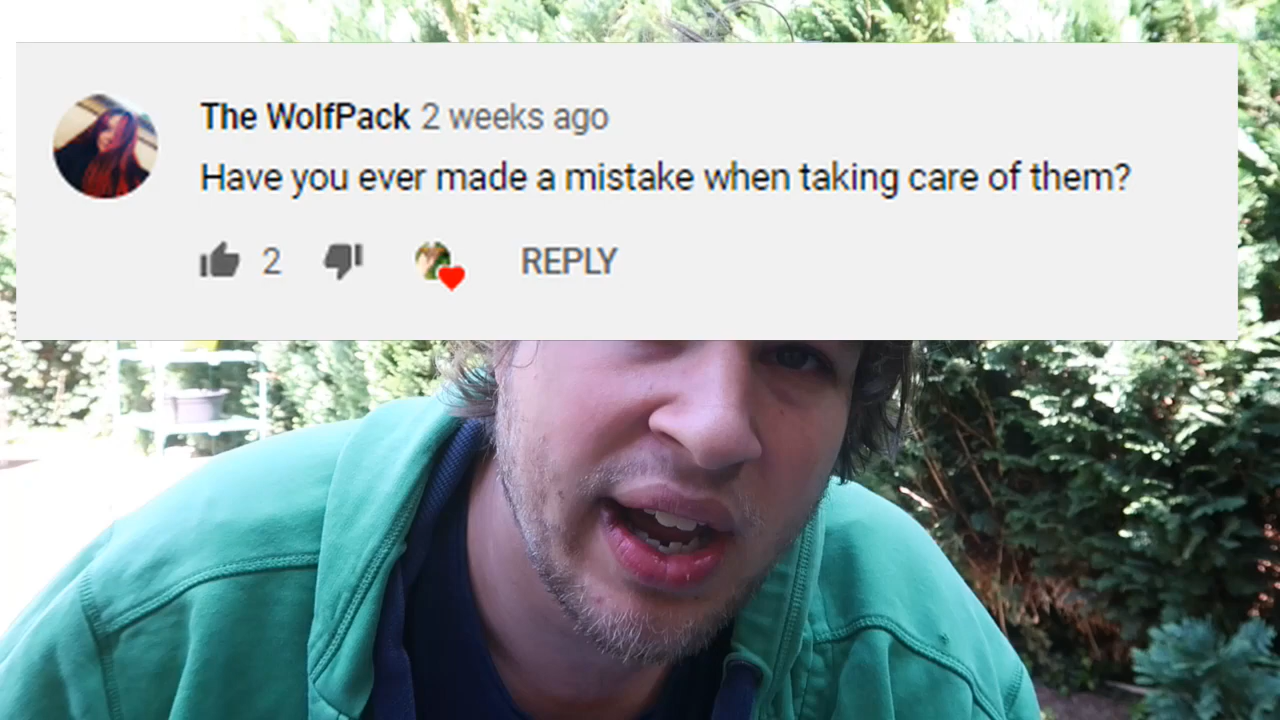 The WolfPack 2 weeks ago
Have you ever made a mistake when taking care of them?
2 REPLY